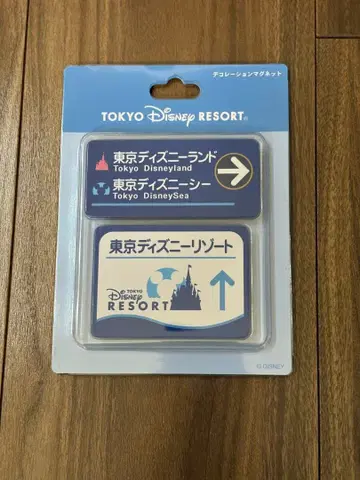 デコレーションマグネット
TOKYO Disney RESORT®
東京ディズニーランド
Tokyo Disneyland
東京ディズニーシー
Tokyo DisneySea
東京ディズニーリゾート
TOKYO
Disney
RESORT
© DISNEY